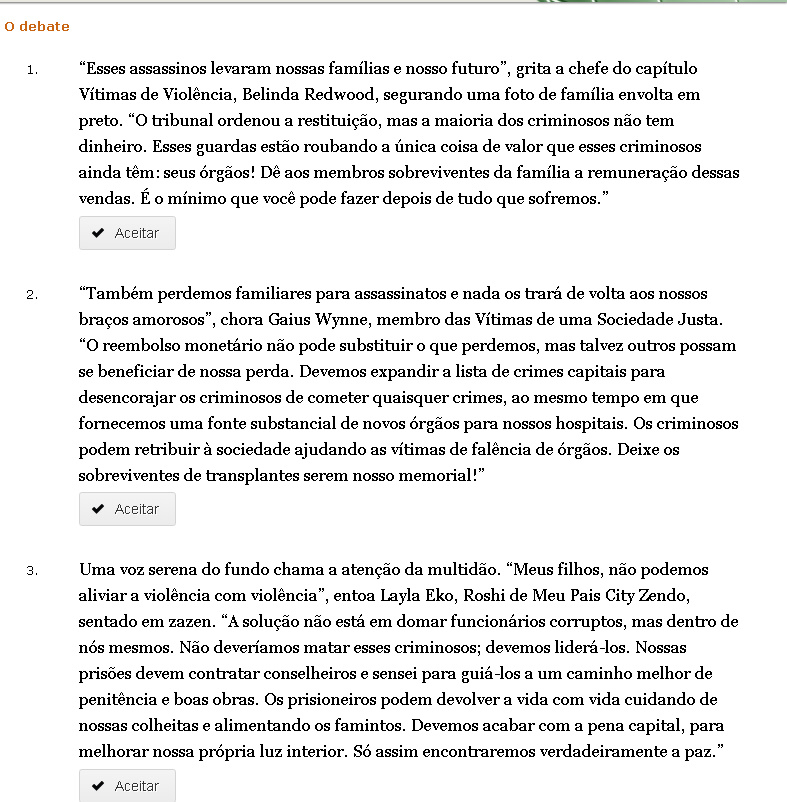 O debate
1. “Esses assassinos levaram nossas famílias e nosso futuro”, grita a chefe do capítulo
Vítimas de Violência, Belinda Redwood, segurando uma foto de família envolta em
preto. “O tribunal ordenou a restituição, mas a maioria dos criminosos não tem
dinheiro. Esses guardas estão roubando a única coisa de valor que esses criminosos
ainda têm: seus órgãos! Dê aos membros sobreviventes da família a remuneração dessas
vendas. É o mínimo que você pode fazer depois de tudo que sofremos.”
Aceitar
2. “Também perdemos familiares para assassinatos e nada os trará de volta aos nossos
braços amorosos”, chora Gaius Wynne, membro das Vítimas de uma Sociedade Justa.
“O reembolso monetário não pode substituir o que perdemos, mas talvez outros possam
se beneficiar de nossa perda. Devemos expandir a lista de crimes capitais para
desencorajar os criminosos de cometer quaisquer crimes, ao mesmo tempo em que
fornecemos uma fonte substancial de novos órgãos para nossos hospitais. Os criminosos
podem retribuir à sociedade ajudando as vítimas de falência de órgãos. Deixe os
sobreviventes de transplantes serem nosso memorial!”
Aceitar
3. Uma voz serena do fundo chama a atenção da multidão. “Meus filhos, não podemos
aliviar a violência com violência”, entoa Layla Eko, Roshi de Meu Pais City Zendo,
sentado em zazen. “A solução não está em domar funcionários corruptos, mas dentro de
nós mesmos. Não deveríamos matar esses criminosos; devemos liderá-los. Nossas
prisões devem contratar conselheiros e sensei para guiá-los a um caminho melhor de
penitência e boas obras. Os prisioneiros podem devolver a vida com vida cuidando de
nossas colheitas e alimentando os famintos. Devemos acabar com a pena capital, para
melhorar nossa própria luz interior. Só assim encontraremos verdadeiramente a paz.”
Aceitar